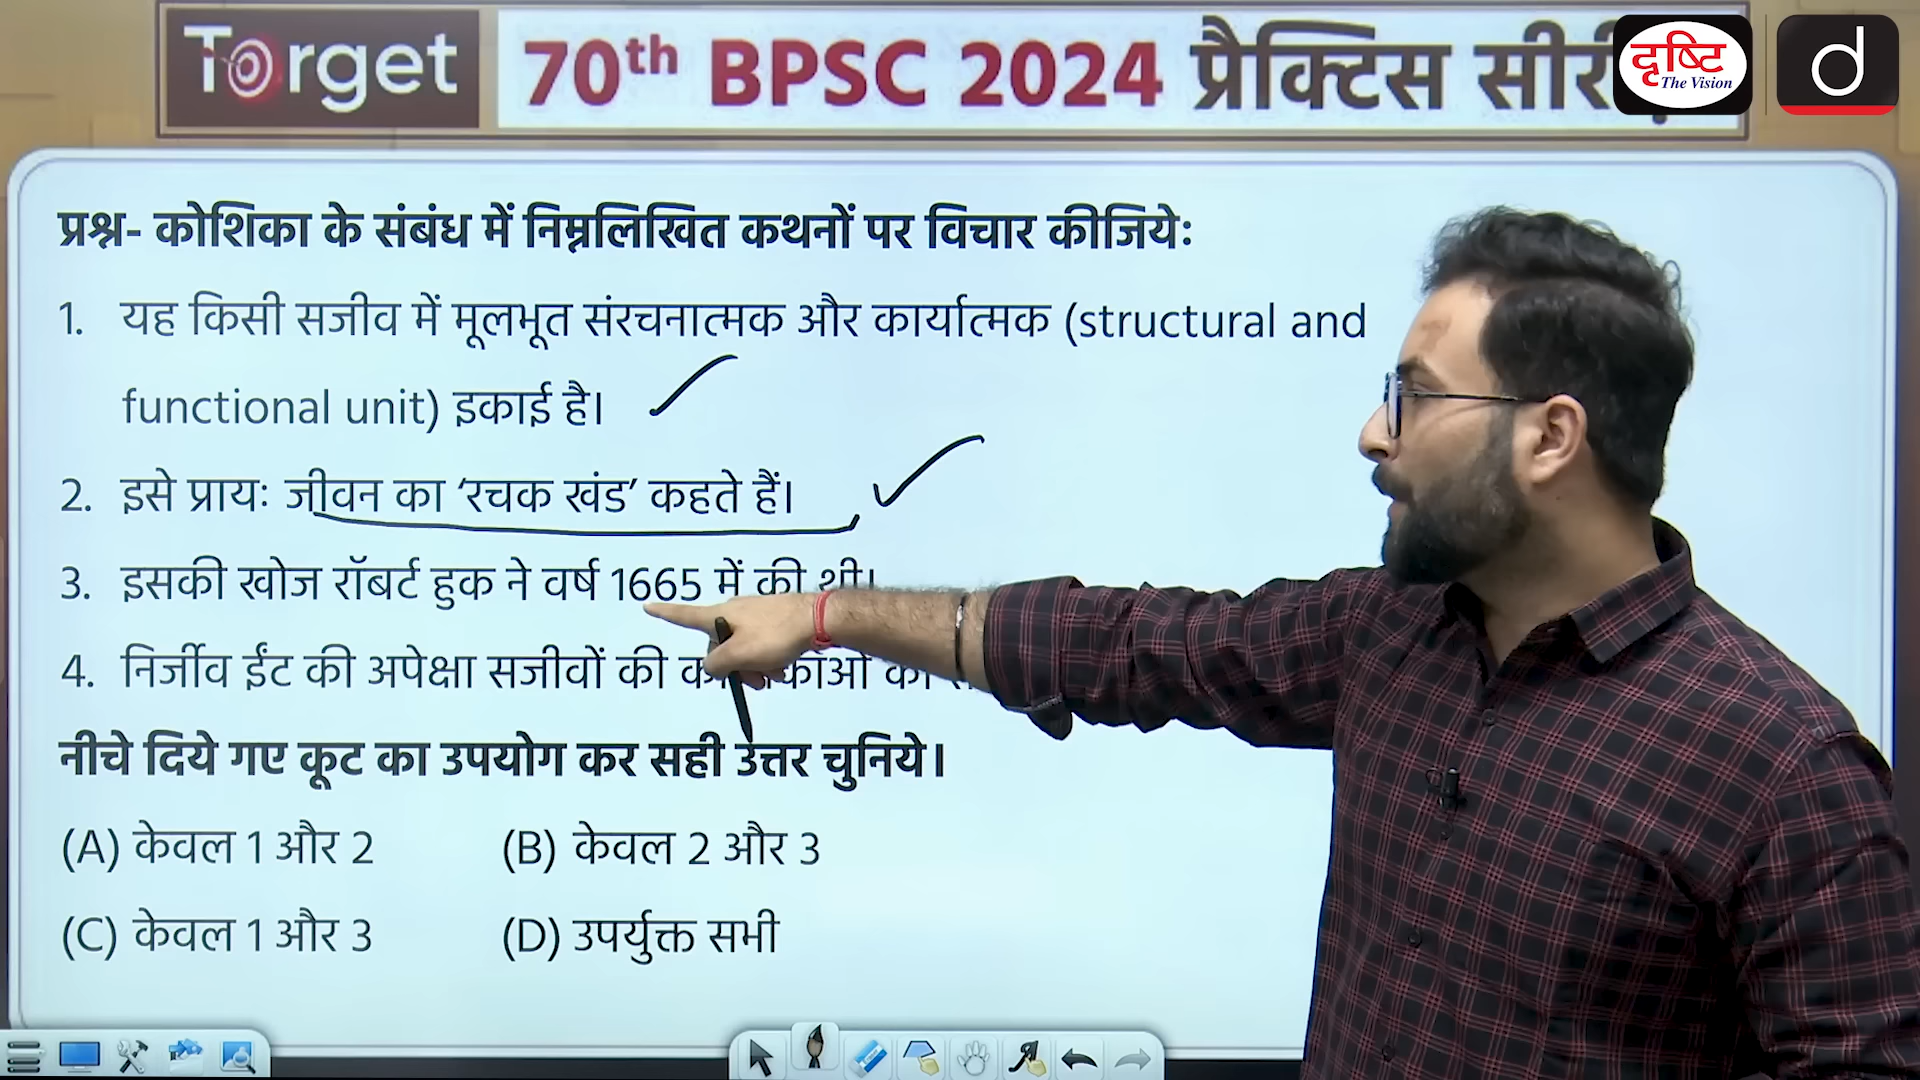 Target
70th BPSC 2024 प्रैक्टिस
दृष्टि
The Vision
d
प्रश्न- कोशिका के संबंध में निम्नलिखित कथनों पर विचार कीजिये:
1. यह किसी सजीव में मूलभूत संरचनात्मक और कार्यात्मक (structural and
functional unit) इकाई है।
2. इसे प्रायः जीवन का ‘रचक खंड’ कहते हैं।
3. इसकी खोज रॉबर्ट हुक ने वर्ष 1665 में की थी।
4. निर्जीव ईंट की अपेक्षा सजीवों की
नीचे दिये गए कूट का उपयोग कर सही उत्तर चुनिये।
(A) केवल 1 और 2 (B) केवल 2 और 3
(C) केवल 1 और 3 (D) उपर्युक्त सभी